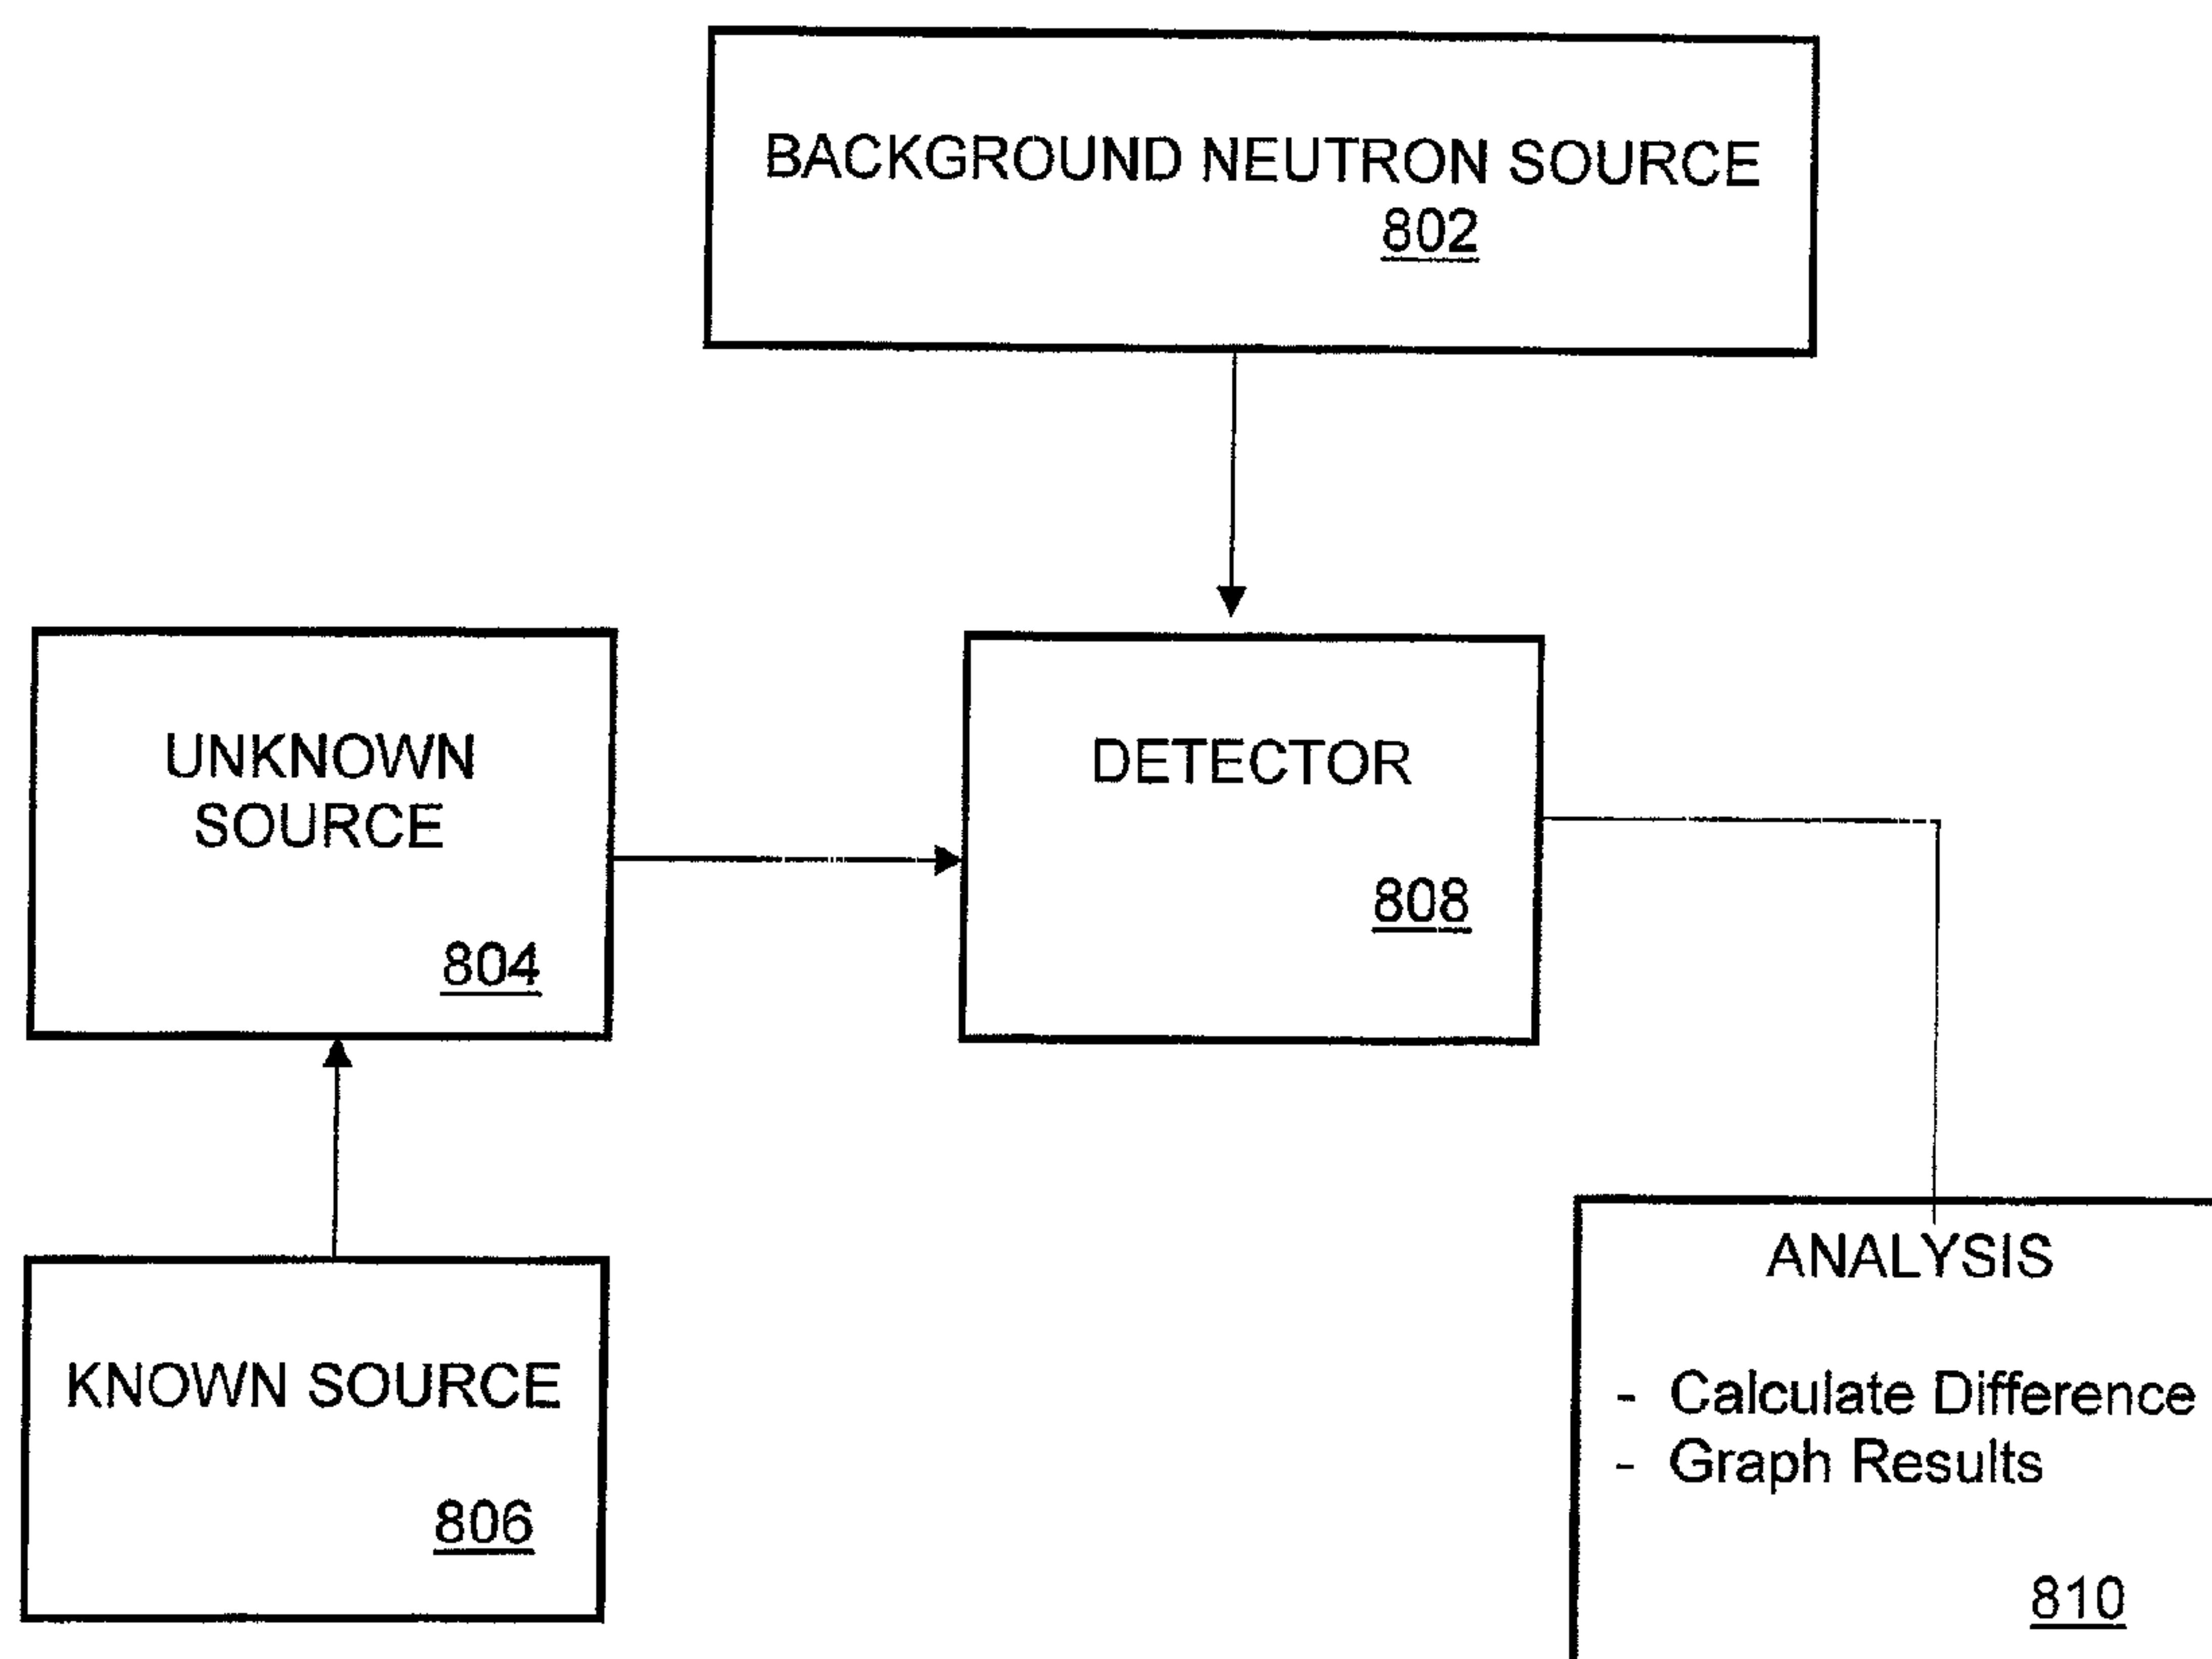 BACKGROUND NEUTRON SOURCE
802
UNKNOWN
SOURCE
804
DETECTOR
808
KNOWN SOURCE
806
ANALYSIS
- Calculate Difference
- Graph Results
810